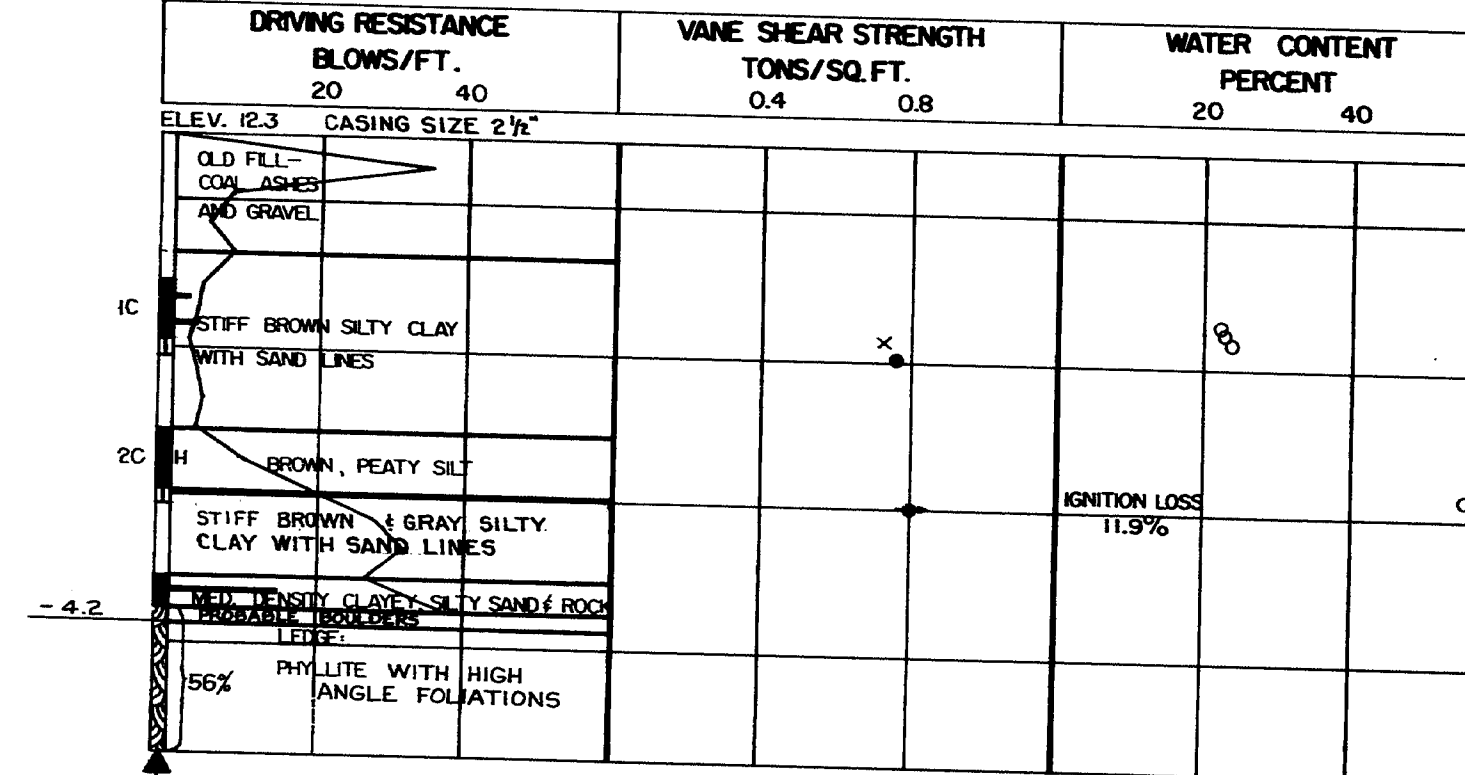 DRIVING RESISTANCE
BLOWS/FT.
20 40
VANE SHEAR STRENGTH
TONS/SQ.FT.
0.4 0.8
WATER CONTENT
PERCENT
20 40
ELEV. 12.3 CASING SIZE 2½"
OLD FILL-
COAL ASHES
AND GRAVEL
1C
STIFF BROWN SILTY CLAY
WITH SAND LINES
2C H
BROWN, PEATY SILT
STIFF BROWN & GRAY SILTY
CLAY WITH SAND LINES
IGNITION LOSS
11.9%
MED. DENSITY CLAYEY SILTY SAND & ROCK
- 4.2
PROBABLE BOULDERS
LEDGE:
56%
PHYLLITE WITH HIGH
ANGLE FOLIATIONS